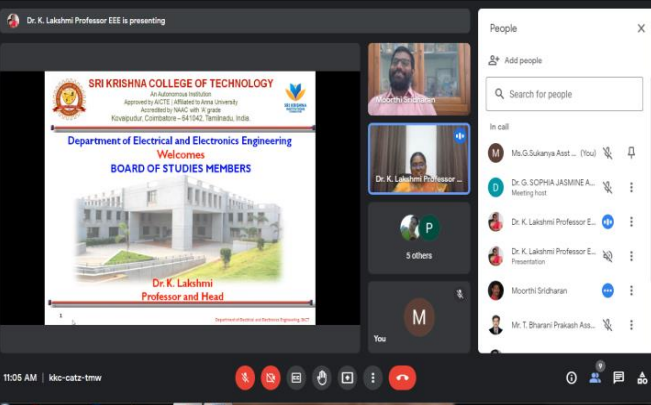 Dr. K. Lakshmi Professor EEE is presenting
SRI KRISHNA COLLEGE OF TECHNOLOGY
An Autonomous Institution
Approved by AICTE | Affiliated to Anna University
Accredited by NAAC with 'A' grade
Kovaipudur, Coimbatore – 641042, Tamilnadu, India
SRI KRISHNA
Department of Electrical and Electronics Engineering
Welcomes
BOARD OF STUDIES MEMBERS
Dr. K. Lakshmi
Professor and Head
1
Department of Electrical and Electronics Engineering, SKCT
Moorthi Sridharan
Dr. K. Lakshmi Professor ...
P
5 others
M
You
People
Add people
Search for people
In call
M
Ms.G.Sukanya Asst ... (You)
D
Dr. G. SOPHIA JASMINE A...
Meeting host
Dr. K. Lakshmi Professor E...
Dr. K. Lakshmi Professor E...
Presentation
Moorthi Sridharan
Mr. T. Bharani Prakash Ass...
11:05 AM | kkc-catz-tmw
9